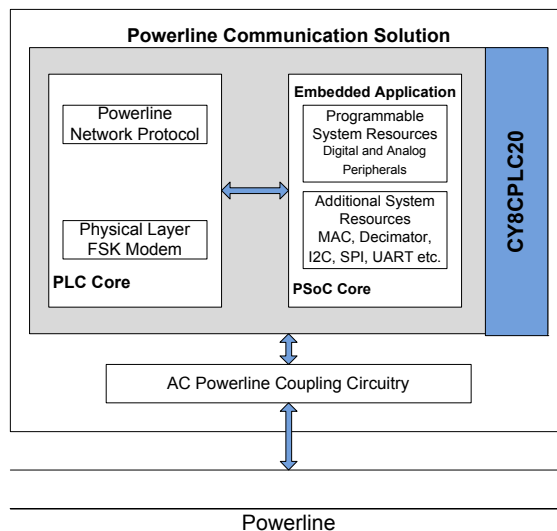 Powerline Communication Solution
Powerline
Network Protocol
Physical Layer
FSK Modem
PLC Core
Embedded Application
Programmable
System Resources
Digital and Analog
Peripherals
Additional System
Resources
MAC, Decimator,
I2C, SPI, UART etc.
PSoC Core
CY8CPLC20
AC Powerline Coupling Circuitry
Powerline